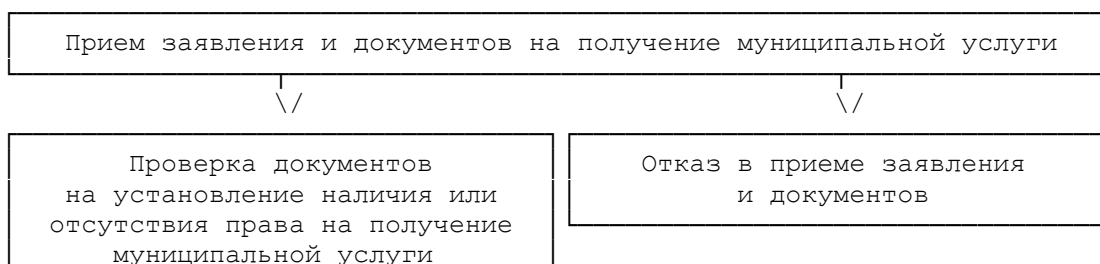 Прием заявления и документов на получение муниципальной услуги
\/ \/
Проверка документов
на установление наличия или
отсутствия права на получение
муниципальной услуги
Отказ в приеме заявления
и документов